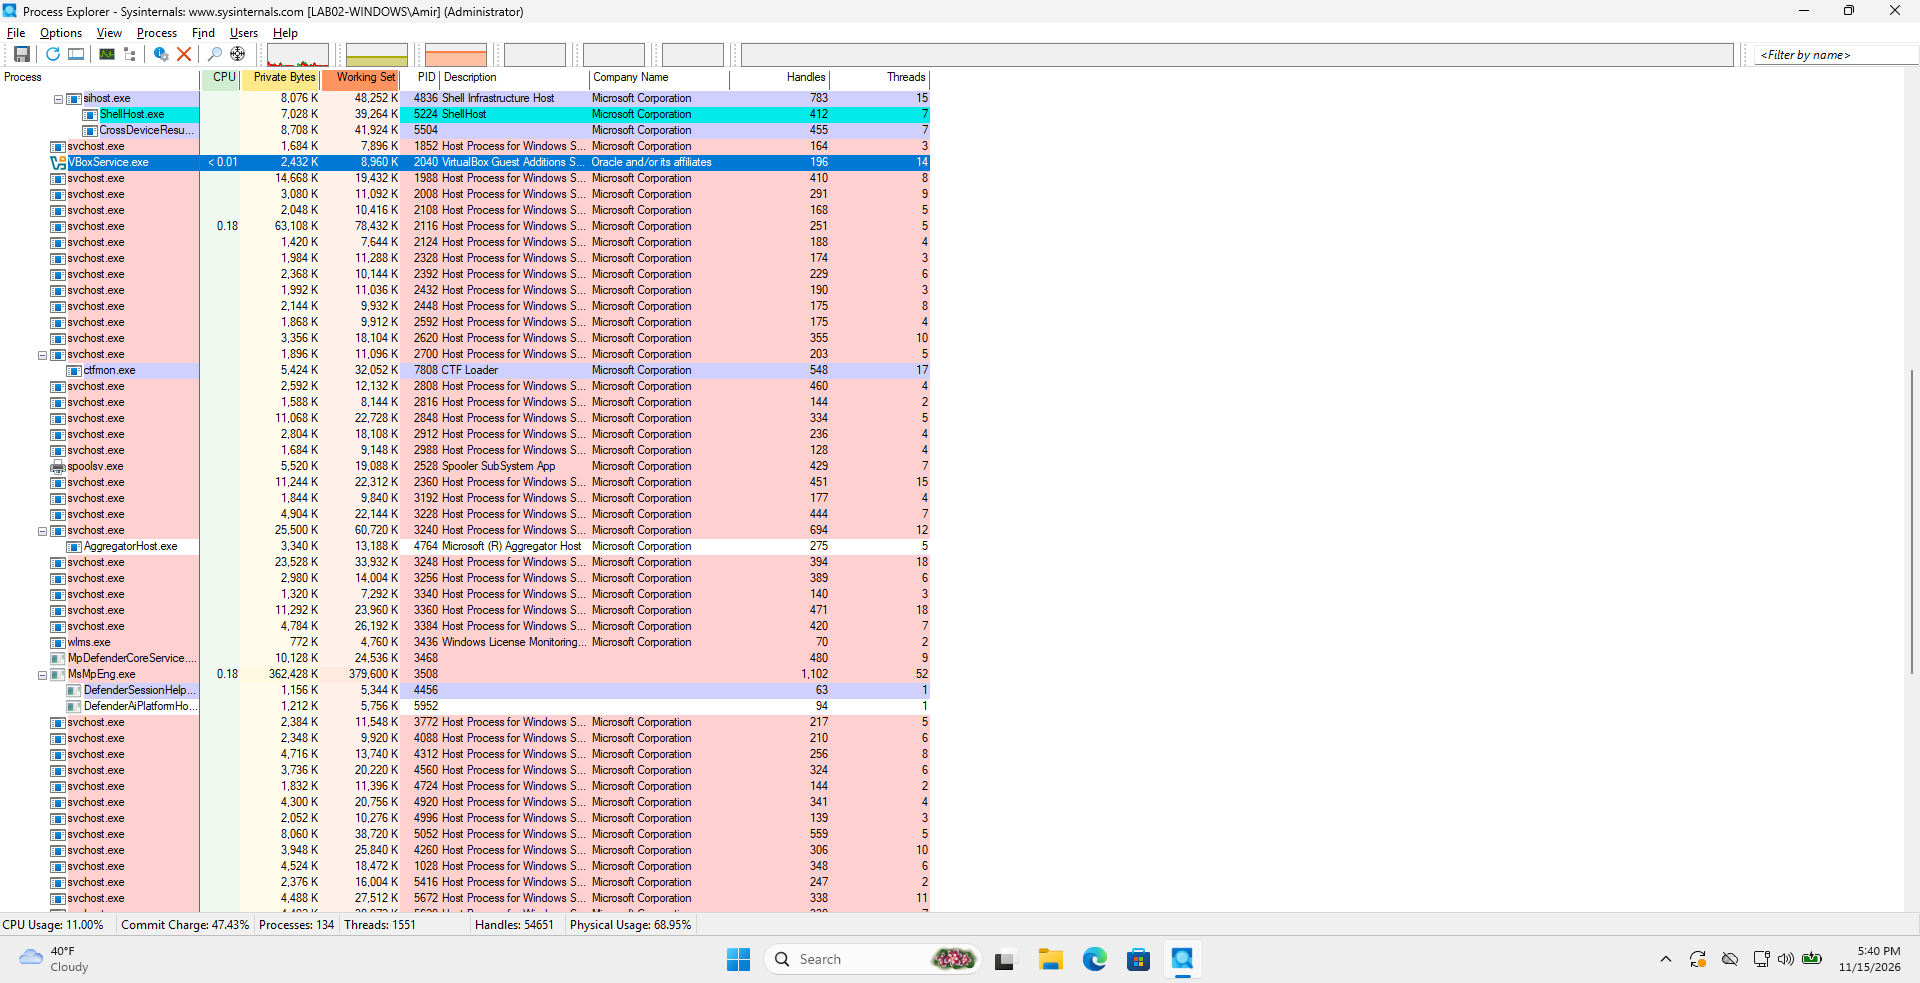 Process Explorer - Sysinternals: www.sysinternals.com [LAB02-WINDOWS\Amir] (Administrator)
File Options View Process Find Users Help
<Filter by name>
Process CPU Private Bytes Working Set PID Description Company Name Handles Threads
sihost.exe 8,076 K 48,252 K 4836 Shell Infrastructure Host Microsoft Corporation 783 15
ShellHost.exe 7,028 K 39,264 K 5224 ShellHost Microsoft Corporation 412 7
CrossDeviceResu... 8,708 K 41,924 K 5504 Microsoft Corporation 455 7
svchost.exe 1,684 K 7,896 K 1852 Host Process for Windows S... Microsoft Corporation 164 3
VBoxService.exe < 0.01 2,432 K 8,960 K 2040 VirtualBox Guest Additions S... Oracle and/or its affiliates 196 14
svchost.exe 14,668 K 19,432 K 1988 Host Process for Windows S... Microsoft Corporation 410 8
svchost.exe 3,080 K 11,092 K 2008 Host Process for Windows S... Microsoft Corporation 291 9
svchost.exe 2,048 K 10,416 K 2108 Host Process for Windows S... Microsoft Corporation 168 5
svchost.exe 0.18 63,108 K 78,432 K 2116 Host Process for Windows S... Microsoft Corporation 251 5
svchost.exe 1,420 K 7,644 K 2124 Host Process for Windows S... Microsoft Corporation 188 4
svchost.exe 1,984 K 11,288 K 2328 Host Process for Windows S... Microsoft Corporation 174 3
svchost.exe 2,368 K 10,144 K 2392 Host Process for Windows S... Microsoft Corporation 229 6
svchost.exe 1,992 K 11,036 K 2432 Host Process for Windows S... Microsoft Corporation 190 3
svchost.exe 2,144 K 9,932 K 2448 Host Process for Windows S... Microsoft Corporation 175 8
svchost.exe 1,868 K 9,912 K 2592 Host Process for Windows S... Microsoft Corporation 175 4
svchost.exe 3,356 K 18,104 K 2620 Host Process for Windows S... Microsoft Corporation 355 10
svchost.exe 1,896 K 11,096 K 2700 Host Process for Windows S... Microsoft Corporation 203 5
ctfmon.exe 5,424 K 32,052 K 7808 CTF Loader Microsoft Corporation 548 17
svchost.exe 2,592 K 12,132 K 2808 Host Process for Windows S... Microsoft Corporation 460 4
svchost.exe 1,588 K 8,144 K 2816 Host Process for Windows S... Microsoft Corporation 144 2
svchost.exe 11,068 K 22,728 K 2848 Host Process for Windows S... Microsoft Corporation 334 5
svchost.exe 2,804 K 18,108 K 2912 Host Process for Windows S... Microsoft Corporation 236 4
svchost.exe 1,684 K 9,148 K 2988 Host Process for Windows S... Microsoft Corporation 128 4
spoolsv.exe 5,520 K 19,088 K 2528 Spooler SubSystem App Microsoft Corporation 429 7
svchost.exe 11,244 K 22,312 K 2360 Host Process for Windows S... Microsoft Corporation 451 15
svchost.exe 1,844 K 9,840 K 3192 Host Process for Windows S... Microsoft Corporation 177 4
svchost.exe 4,904 K 22,144 K 3228 Host Process for Windows S... Microsoft Corporation 444 7
svchost.exe 25,500 K 60,720 K 3240 Host Process for Windows S... Microsoft Corporation 694 12
AggregatorHost.exe 3,340 K 13,188 K 4764 Microsoft (R) Aggregator Host Microsoft Corporation 275 5
svchost.exe 23,528 K 33,932 K 3248 Host Process for Windows S... Microsoft Corporation 394 18
svchost.exe 2,980 K 14,004 K 3256 Host Process for Windows S... Microsoft Corporation 389 6
svchost.exe 1,320 K 7,292 K 3340 Host Process for Windows S... Microsoft Corporation 140 3
svchost.exe 11,292 K 23,960 K 3360 Host Process for Windows S... Microsoft Corporation 471 18
svchost.exe 4,784 K 26,192 K 3384 Host Process for Windows S... Microsoft Corporation 420 7
wlms.exe 772 K 4,760 K 3436 Windows License Monitoring... Microsoft Corporation 70 2
MpDefenderCoreService.... 10,128 K 24,536 K 3468 480 9
MsMpEng.exe 0.18 362,428 K 379,600 K 3508 1,102 52
DefenderSessionHelp... 1,156 K 5,344 K 4456 63 1
DefenderAiPlatformHo... 1,212 K 5,756 K 5952 94 1
svchost.exe 2,384 K 11,548 K 3772 Host Process for Windows S... Microsoft Corporation 217 5
svchost.exe 2,348 K 9,920 K 4088 Host Process for Windows S... Microsoft Corporation 210 6
svchost.exe 4,716 K 13,740 K 4312 Host Process for Windows S... Microsoft Corporation 256 8
svchost.exe 3,736 K 20,220 K 4560 Host Process for Windows S... Microsoft Corporation 324 6
svchost.exe 1,832 K 11,396 K 4724 Host Process for Windows S... Microsoft Corporation 144 2
svchost.exe 4,300 K 20,756 K 4920 Host Process for Windows S... Microsoft Corporation 341 4
svchost.exe 2,052 K 10,276 K 4996 Host Process for Windows S... Microsoft Corporation 139 3
svchost.exe 8,060 K 38,720 K 5052 Host Process for Windows S... Microsoft Corporation 559 5
svchost.exe 3,948 K 25,840 K 4260 Host Process for Windows S... Microsoft Corporation 306 10
svchost.exe 4,524 K 18,472 K 1028 Host Process for Windows S... Microsoft Corporation 348 6
svchost.exe 2,376 K 16,004 K 5416 Host Process for Windows S... Microsoft Corporation 247 2
svchost.exe 4,488 K 27,512 K 5672 Host Process for Windows S... Microsoft Corporation 338 11
CPU Usage: 11.00% Commit Charge: 47.43% Processes: 134 Threads: 1551 Handles: 54651 Physical Usage: 68.95%
40°F
Cloudy
Search
5:40 PM
11/15/2026